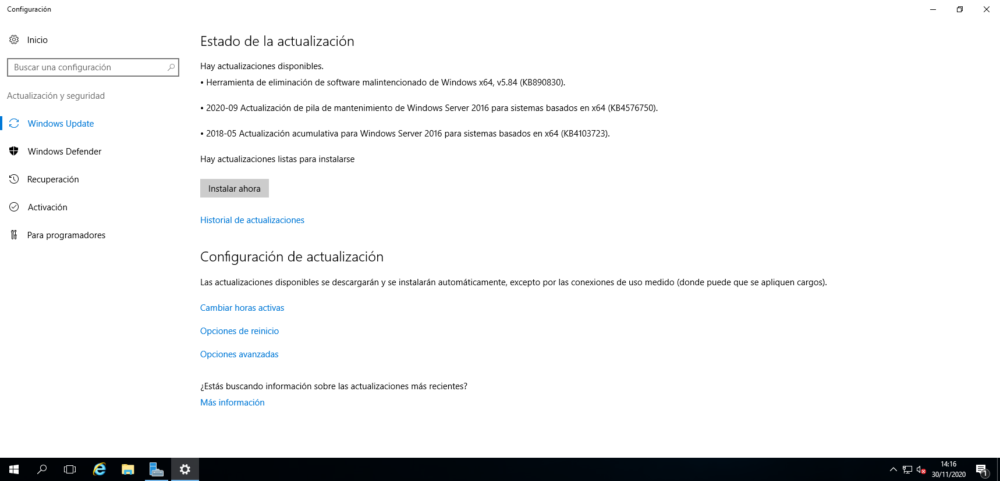 Configuración
Inicio
Buscar una configuración
Actualización y seguridad
Windows Update
Windows Defender
Recuperación
Activación
Para programadores
Estado de la actualización
Hay actualizaciones disponibles.
• Herramienta de eliminación de software malintencionado de Windows x64, v5.84 (KB890830).
• 2020-09 Actualización de pila de mantenimiento de Windows Server 2016 para sistemas basados en x64 (KB4576750).
• 2018-05 Actualización acumulativa para Windows Server 2016 para sistemas basados en x64 (KB4103723).
Hay actualizaciones listas para instalarse
Instalar ahora
Historial de actualizaciones
Configuración de actualización
Las actualizaciones disponibles se descargarán y se instalarán automáticamente, excepto por las conexiones de uso medido (donde puede que se apliquen cargos).
Cambiar horas activas
Opciones de reinicio
Opciones avanzadas
¿Estás buscando información sobre las actualizaciones más recientes?
Más información
14:16
30/11/2020
1